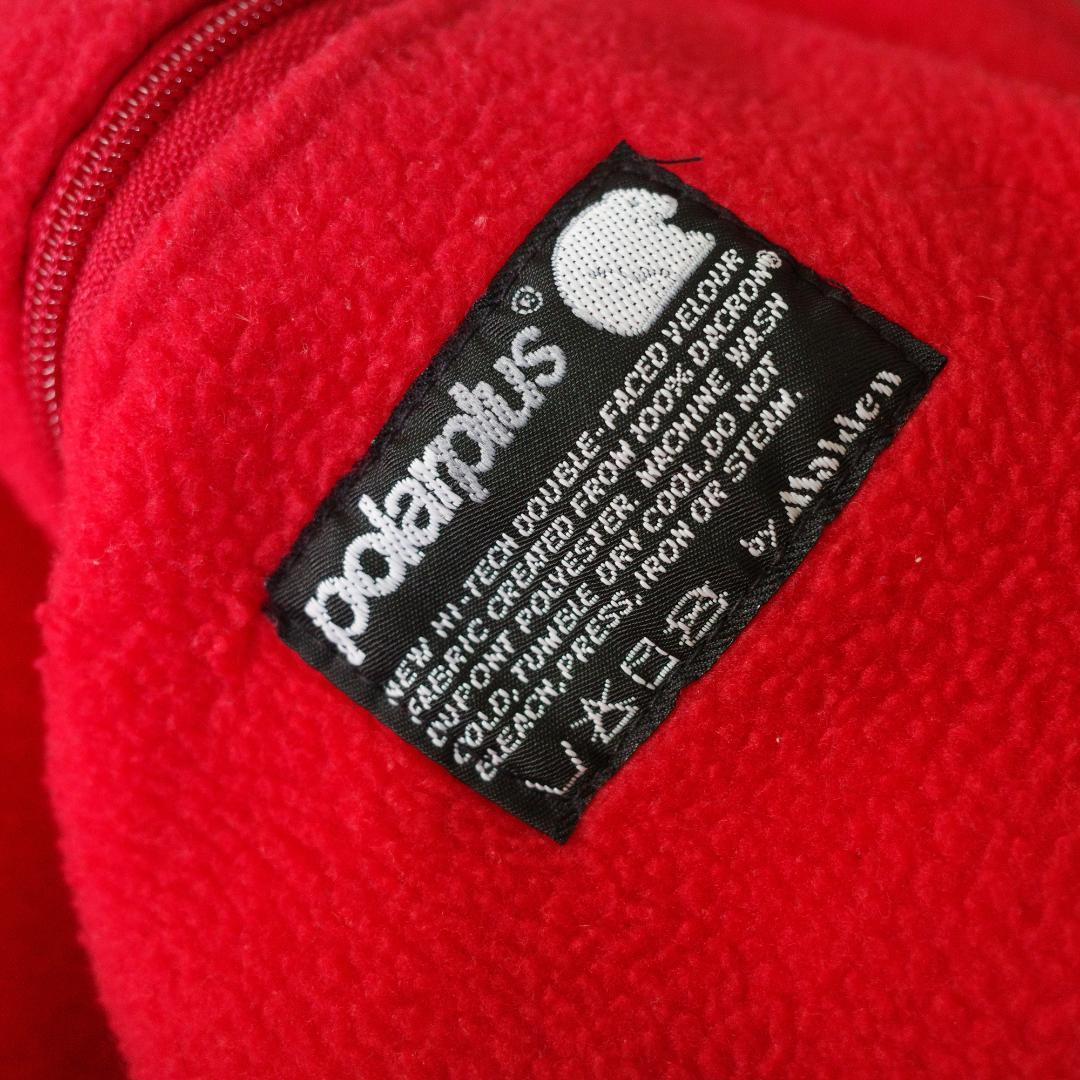 polarplus®
NEW HI-TECH DOUBLE-FACED VELOUR
FABRIC CREATED FROM 100% DACRON®
DUPONT POLYESTER. MACHINE WASH
COLD, TUMBLE DRY COOL. DO NOT
BLEACH, PRESS, IRON OR STEAM.
by Malden